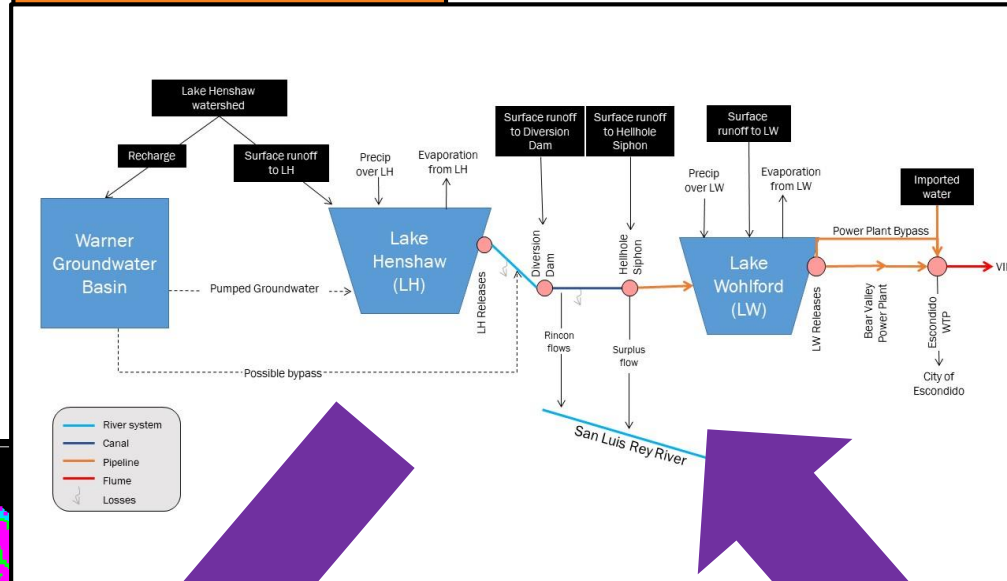 Lake Henshaw
watershed
Recharge
Surface runoff
to LH
Precip
over LH
Evaporation
from LH
Surface runoff
to Diversion
Dam
Surface runoff
to Hellhole
Siphon
Surface
runoff to LW
Precip
over LW
Evaporation
from LW
Imported
water
Power Plant Bypass
Warner
Groundwater
Basin
Pumped Groundwater
Lake
Henshaw
(LH)
LH Releases
Diversion
Dam
Hellhole
Siphon
Lake
Wohlford
(LW)
LW Releases
Bear Valley
Power Plant
Escondido
WTP
City of
Escondido
Possible bypass
Rincon
flows
Surplus
flow
San Luis Rey River
River system
Canal
Pipeline
Flume
Losses